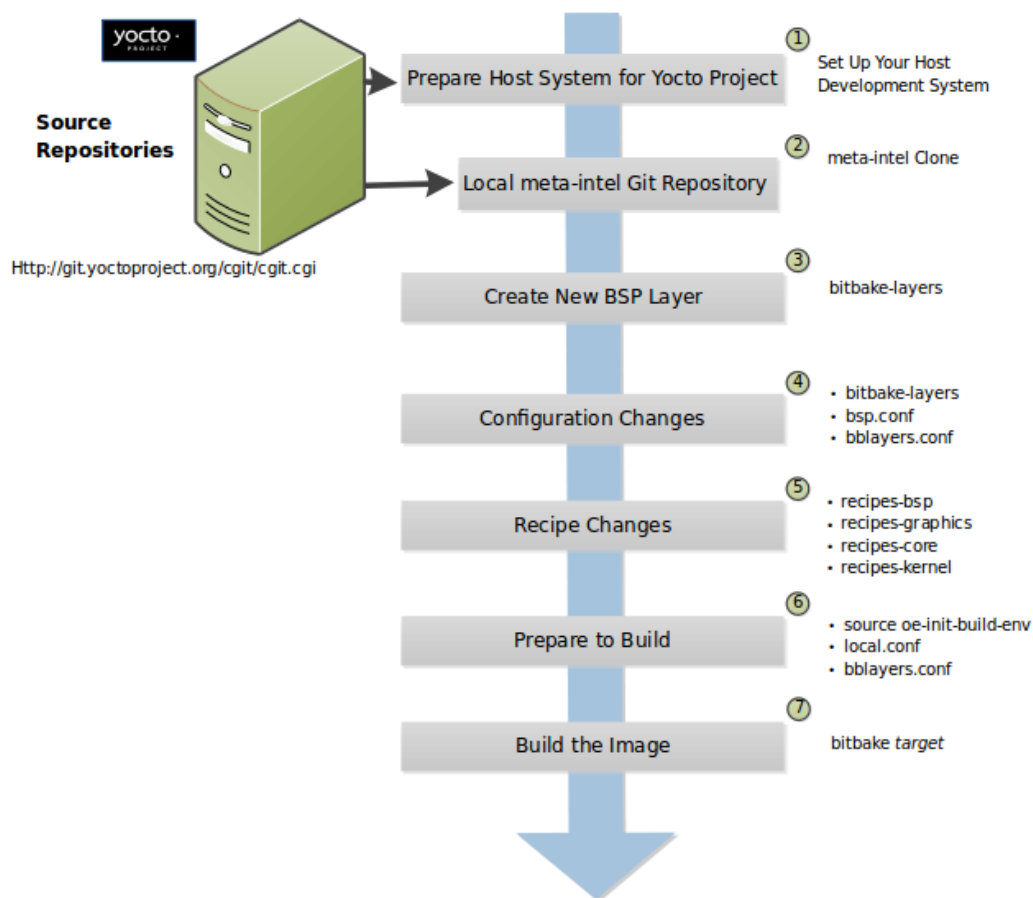 yocto ·
PROJECT
Source
Repositories
Http://git.yoctoproject.org/cgit/cgit.cgi
Prepare Host System for Yocto Project
1
Set Up Your Host
Development System
Local meta-intel Git Repository
2
meta-intel Clone
Create New BSP Layer
3
bitbake-layers
Configuration Changes
4
• bitbake-layers
• bsp.conf
• bblayers.conf
Recipe Changes
5
• recipes-bsp
• recipes-graphics
• recipes-core
• recipes-kernel
Prepare to Build
6
• source oe-init-build-env
• local.conf
• bblayers.conf
Build the Image
7
bitbake target